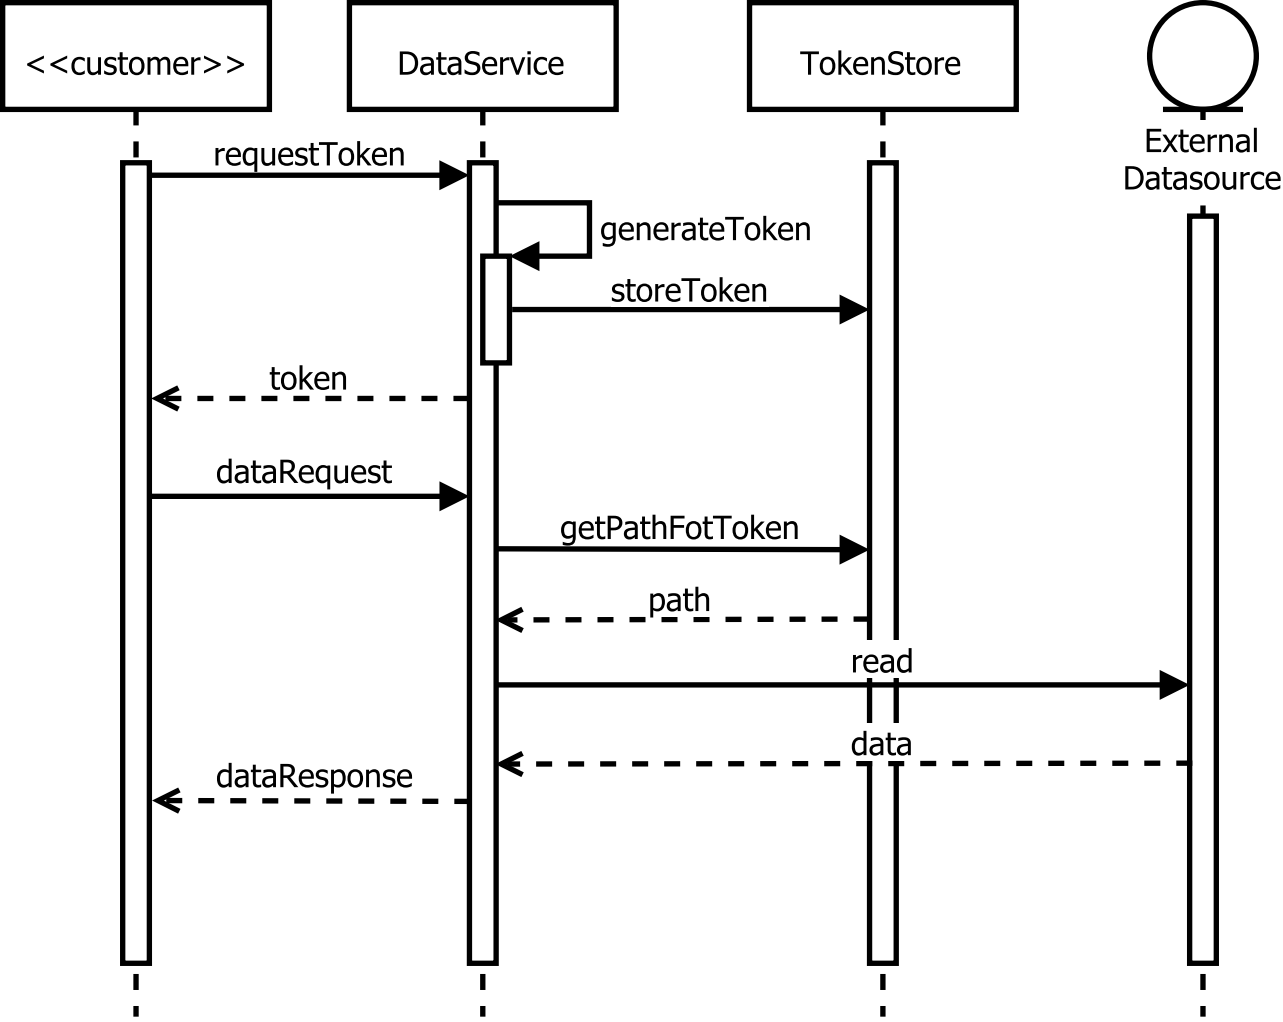 <<customer>>
DataService
TokenStore
External
Datasource
requestToken
generateToken
storeToken
token
dataRequest
getPathFotToken
path
read
data
dataResponse